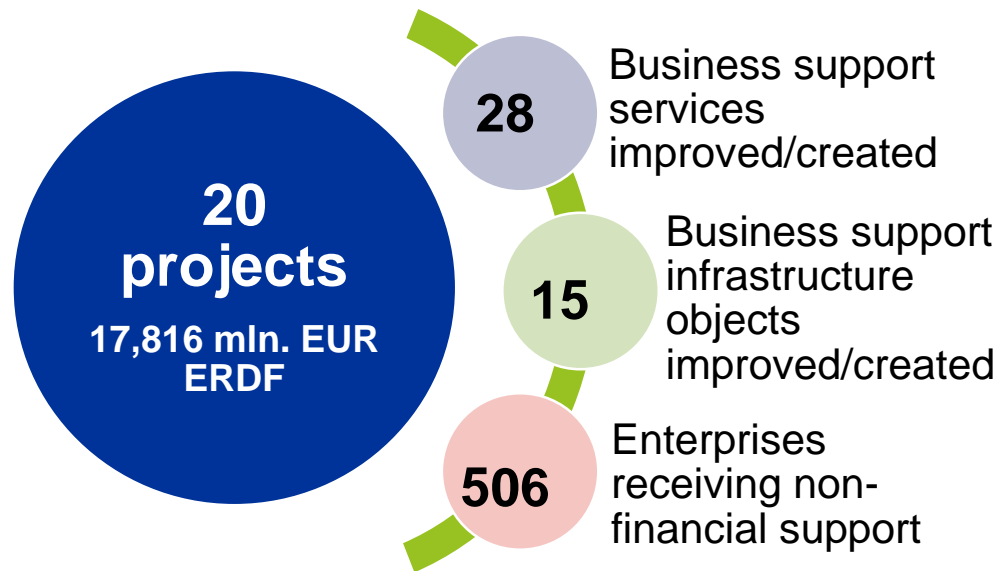 20
projects
17,816 mln. EUR
ERDF
28
Business support
services
improved/created
15
Business support
infrastructure
objects
improved/created
506
Enterprises
receiving non-
financial support